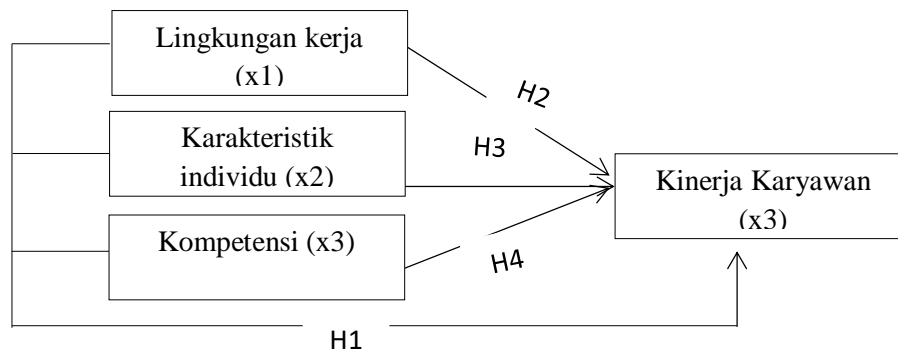 Lingkungan kerja
(x1)
H2
Karakteristik
individu (x2)
H3
Kinerja Karyawan
(x3)
Kompetensi (x3)
H4
H1